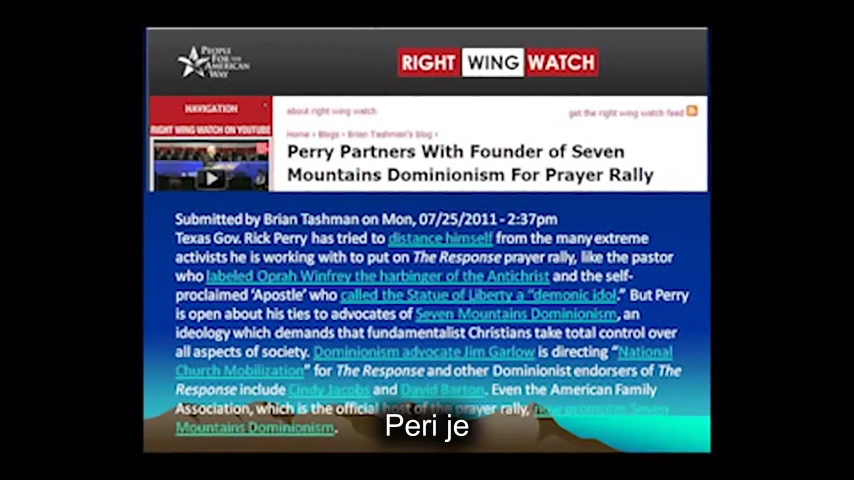 PEOPLE
FOR THE
AMERICAN
WAY
RIGHT WING WATCH
NAVIGATION
RIGHT WING WATCH ON YOUTUBE
about right wing watch
get the right wing watch feed
Home › Blogs › Brian Tashman's blog ›
Perry Partners With Founder of Seven
Mountains Dominionism For Prayer Rally
Submitted by Brian Tashman on Mon, 07/25/2011 - 2:37pm
Texas Gov. Rick Perry has tried to distance himself from the many extreme
activists he is working with to put on The Response prayer rally, like the pastor
who labeled Oprah Winfrey the harbinger of the Antichrist and the self-
proclaimed ‘Apostle’ who called the Statue of Liberty a “demonic idol.” But Perry
is open about his ties to advocates of Seven Mountains Dominionism, an
ideology which demands that fundamentalist Christians take total control over
all aspects of society. Dominionism advocate Jim Garlow is directing “National
Church Mobilization” for The Response and other Dominionist endorsers of The
Response include Cindy Jacobs and David Barton. Even the American Family
Association, which is the official host of the prayer rally, now promotes Seven
Mountains Dominionism.
Peri je